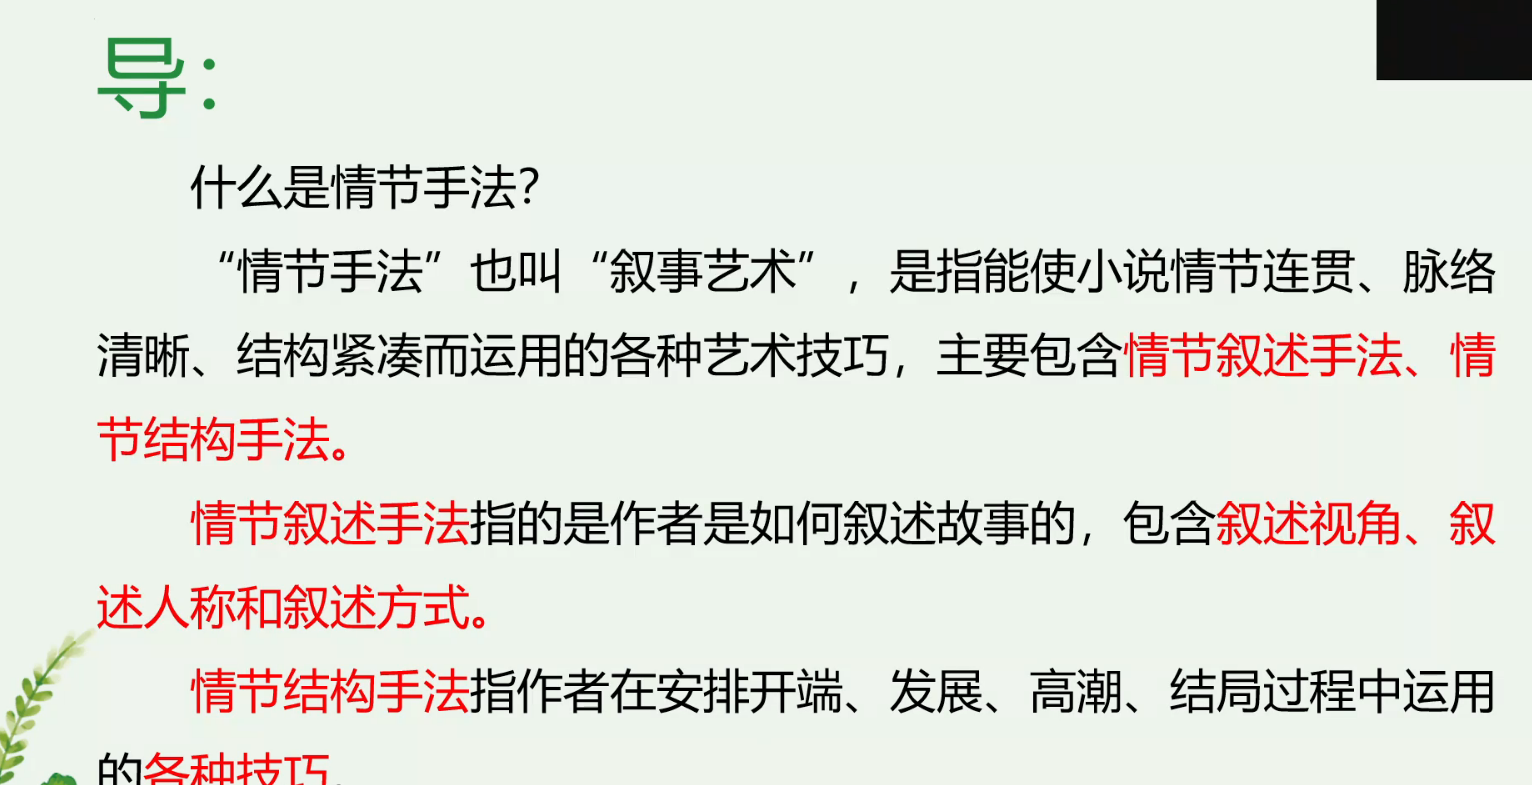 导：
什么是情节手法？
“情节手法”也叫“叙事艺术”，是指能使小说情节连贯、脉络
清晰、结构紧凑而运用的各种艺术技巧，主要包含情节叙述手法、情
节结构手法。
情节叙述手法指的是作者是如何叙述故事的，包含叙述视角、叙
述人称和叙述方式。
情节结构手法指作者在安排开端、发展、高潮、结局过程中运用
的各种技巧